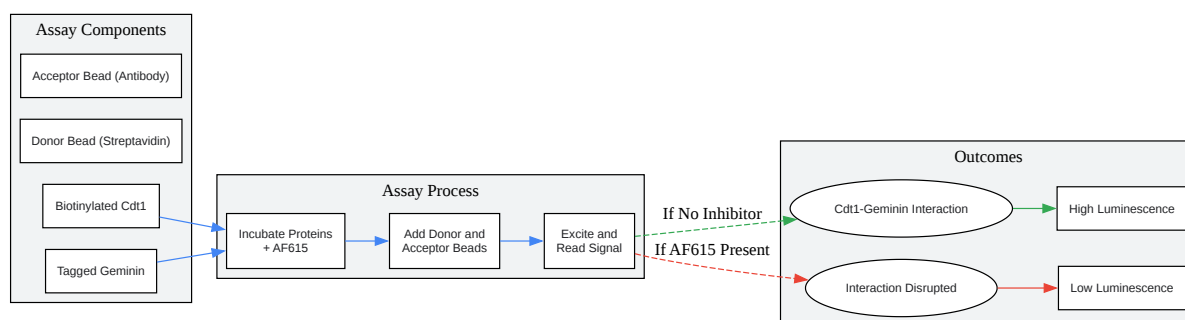 Assay Components
Acceptor Bead (Antibody)
Donor Bead (Streptavidin)
Biotinylated Cdt1
Tagged Geminin
Assay Process
Incubate Proteins
+ AF615
Add Donor and
Acceptor Beads
Excite and
Read Signal
If No Inhibitor
If AF615 Present
Outcomes
Cdt1-Geminin Interaction
High Luminescence
Interaction Disrupted
Low Luminescence